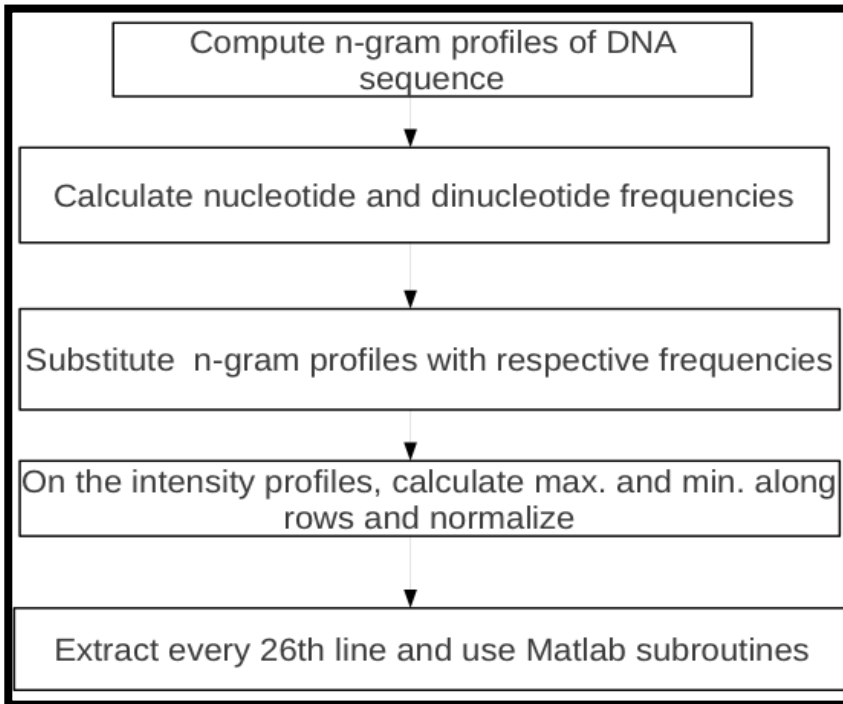 Compute n-gram profiles of DNA
sequence
Calculate nucleotide and dinucleotide frequencies
Substitute  n-gram profiles with respective frequencies
On the intensity profiles, calculate max. and min. along
rows and normalize
Extract every 26th line and use Matlab subroutines